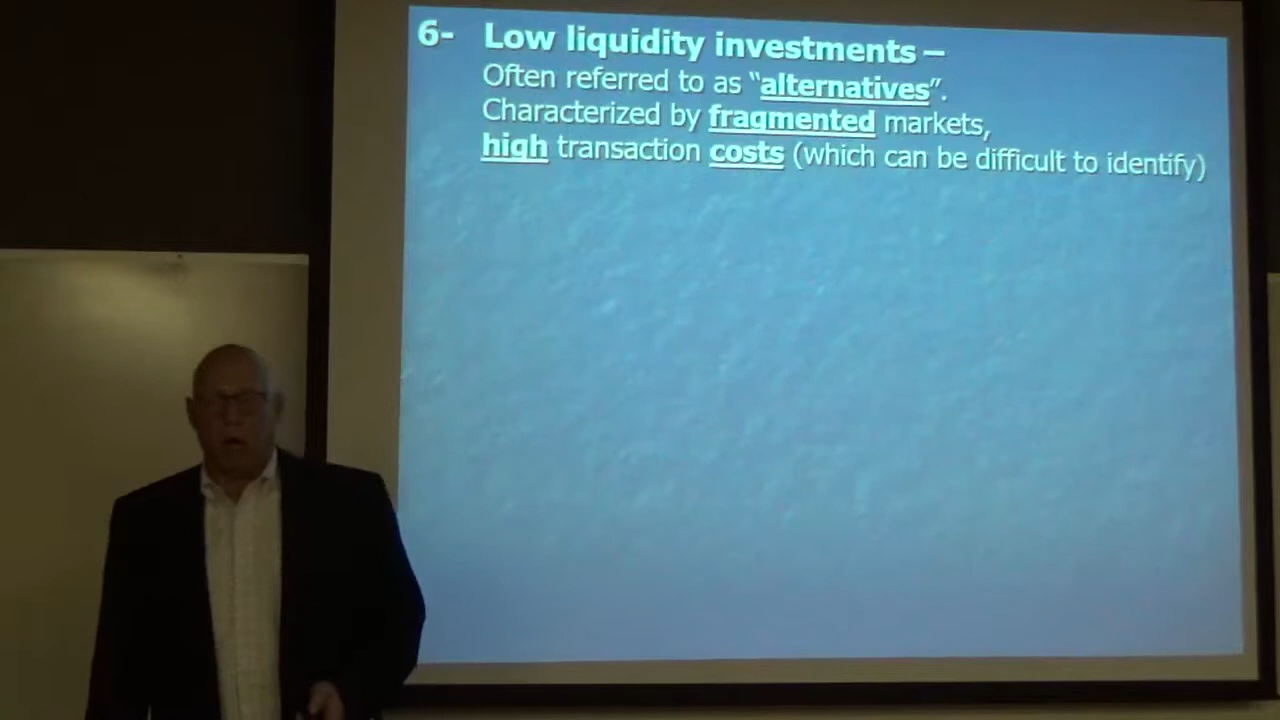 6- Low liquidity investments –
Often referred to as "alternatives".
Characterized by fragmented markets,
high transaction costs (which can be difficult to identify)